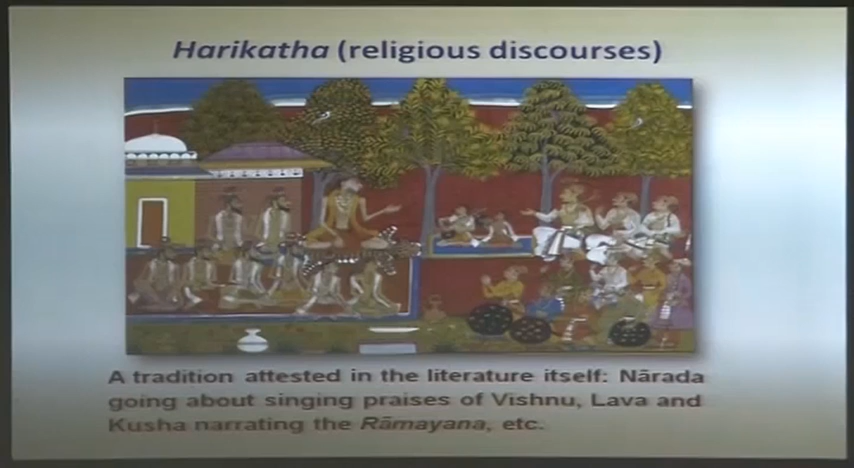 Harikatha (religious discourses)
A tradition attested in the literature itself: Nārada
going about singing praises of Vishnu, Lava and
Kusha narrating the Rāmayana, etc.